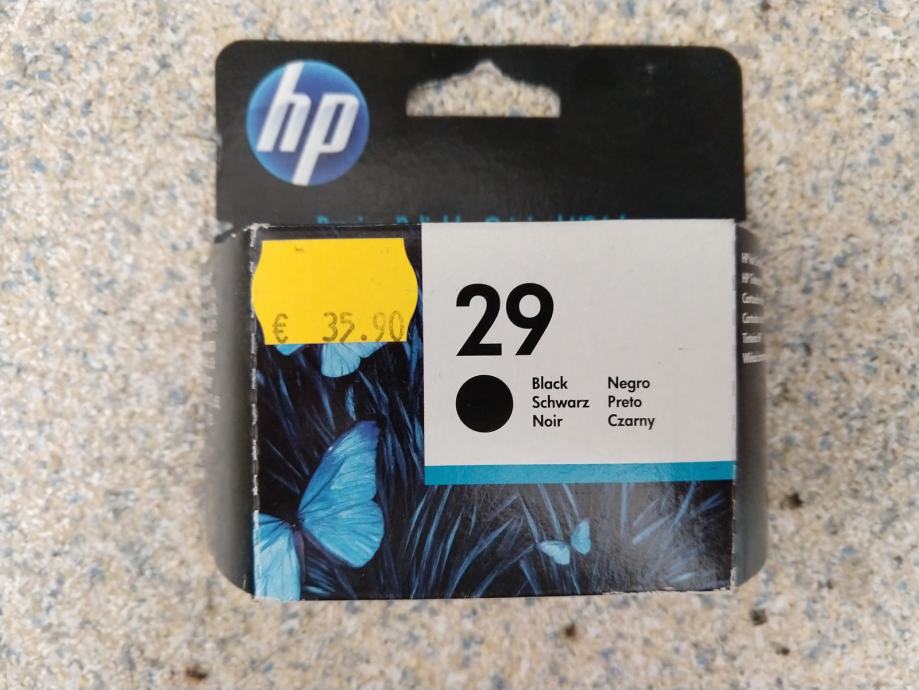 hp
€ 35.90
29
Black
Schwarz
Noir
Negro
Preto
Czarny